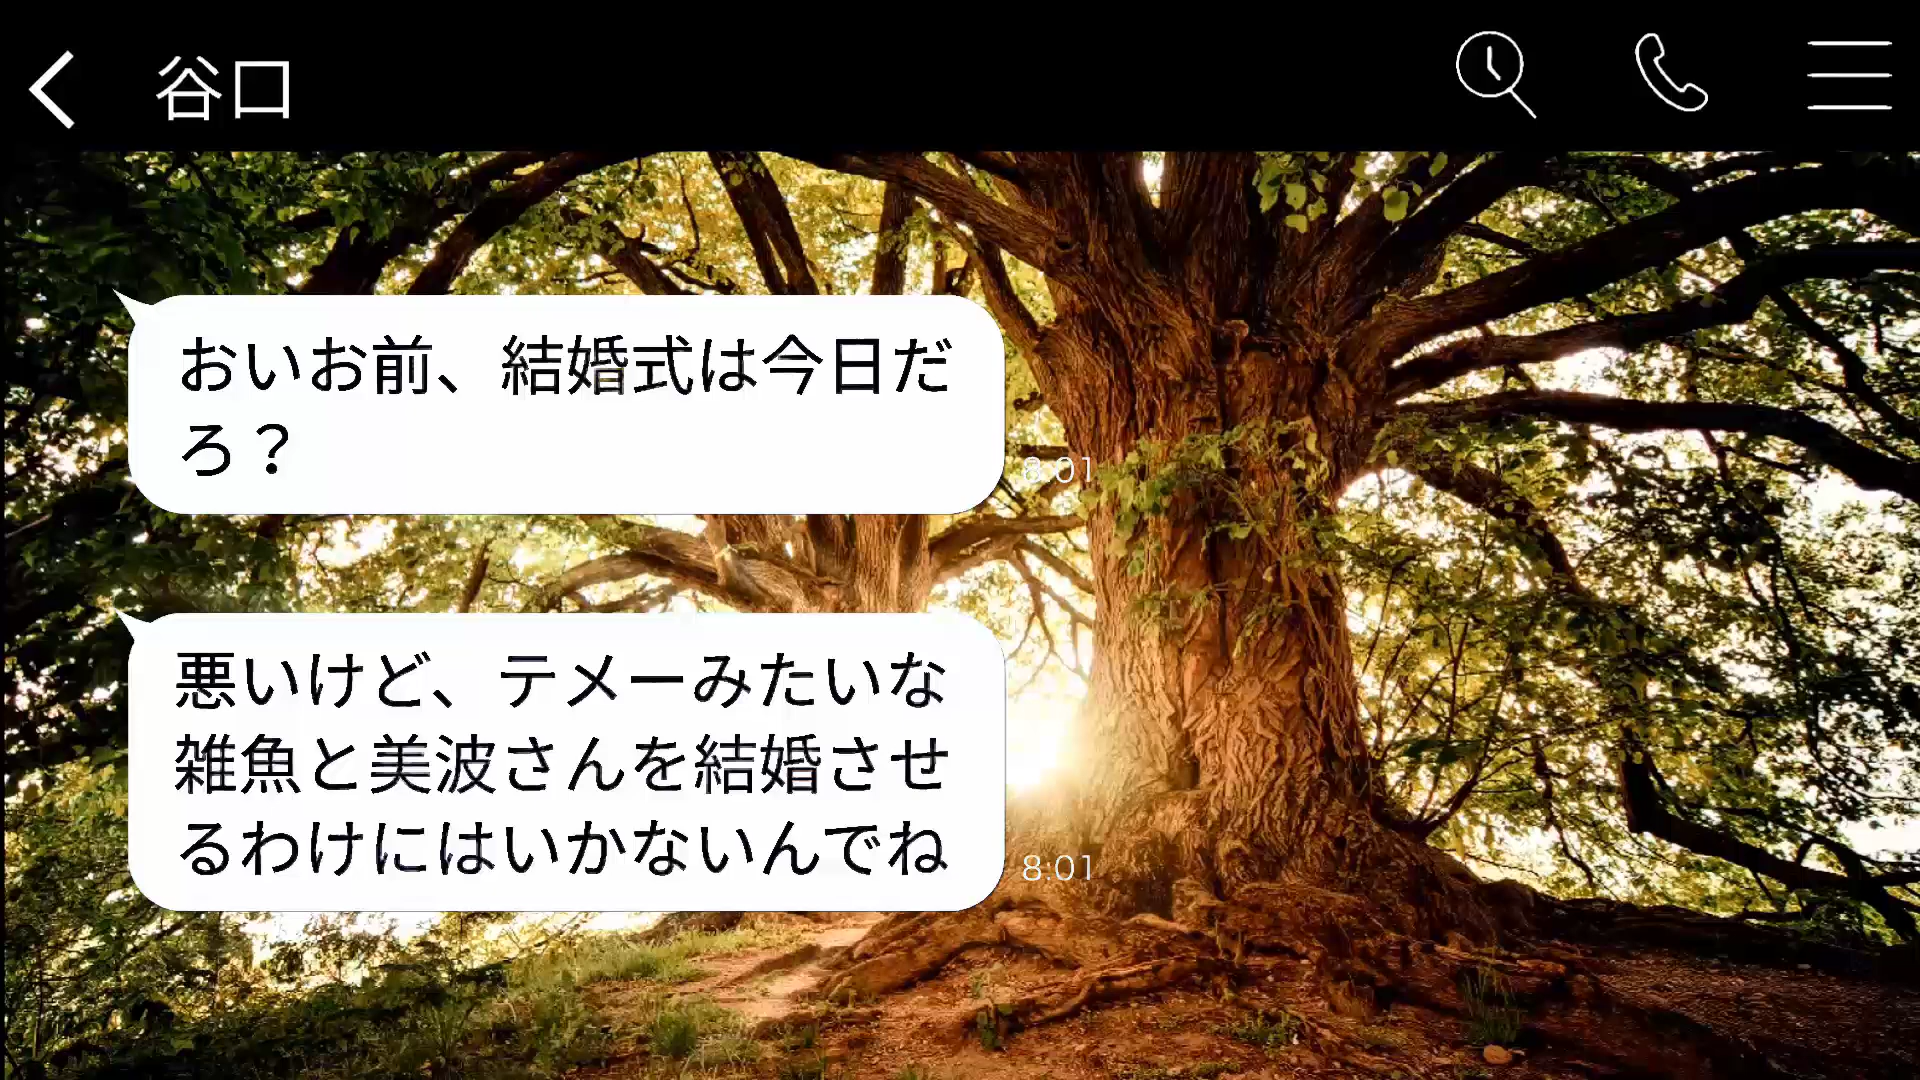 谷口
おいお前、結婚式は今日だ
ろ？
8:01
悪いけど、テメーみたいな
雑魚と美波さんを結婚させ
るわけにはいかないんでね
8:01